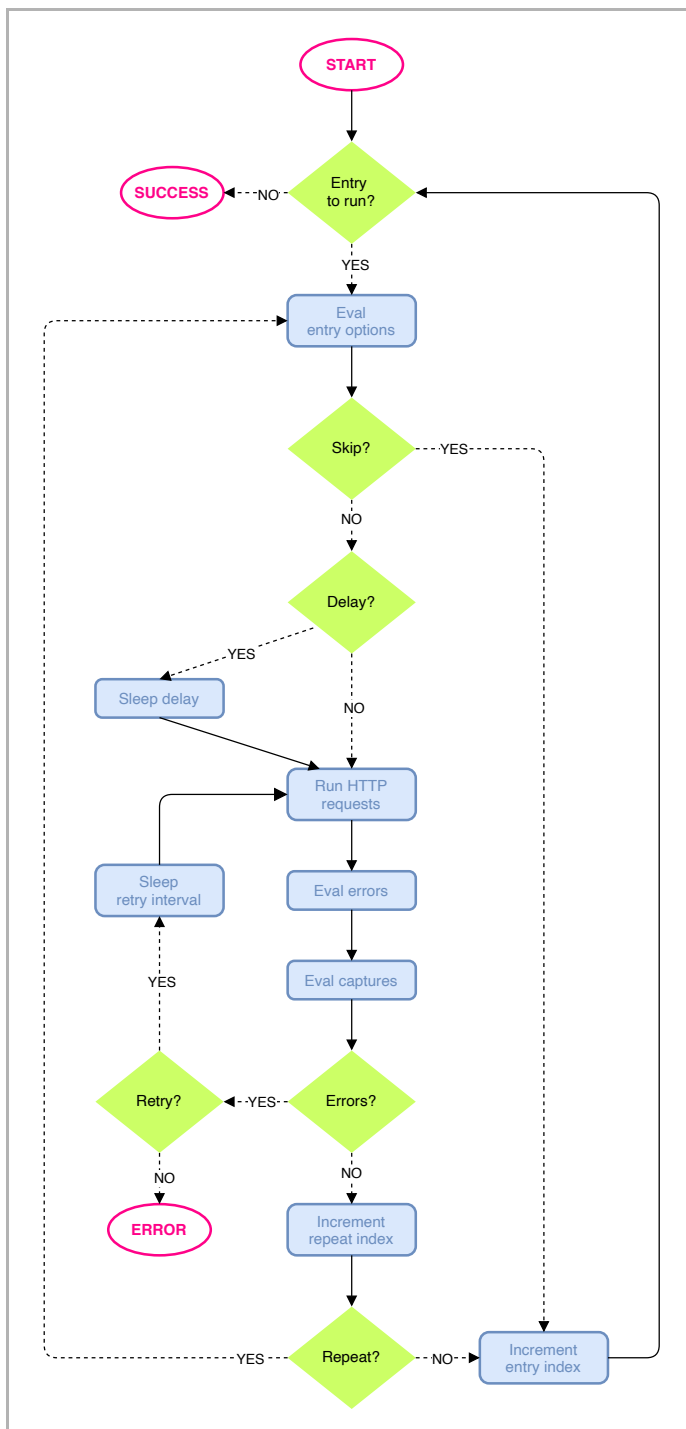 START
Entry
to run?
SUCCESS
NO
YES
Eval
entry options
Skip?
YES
NO
Delay?
YES
Sleep delay
NO
Run HTTP
requests
Sleep
retry interval
Eval errors
Eval captures
YES
Retry?
YES
Errors?
NO
NO
ERROR
Increment
repeat index
YES
Repeat?
NO
Increment
entry index